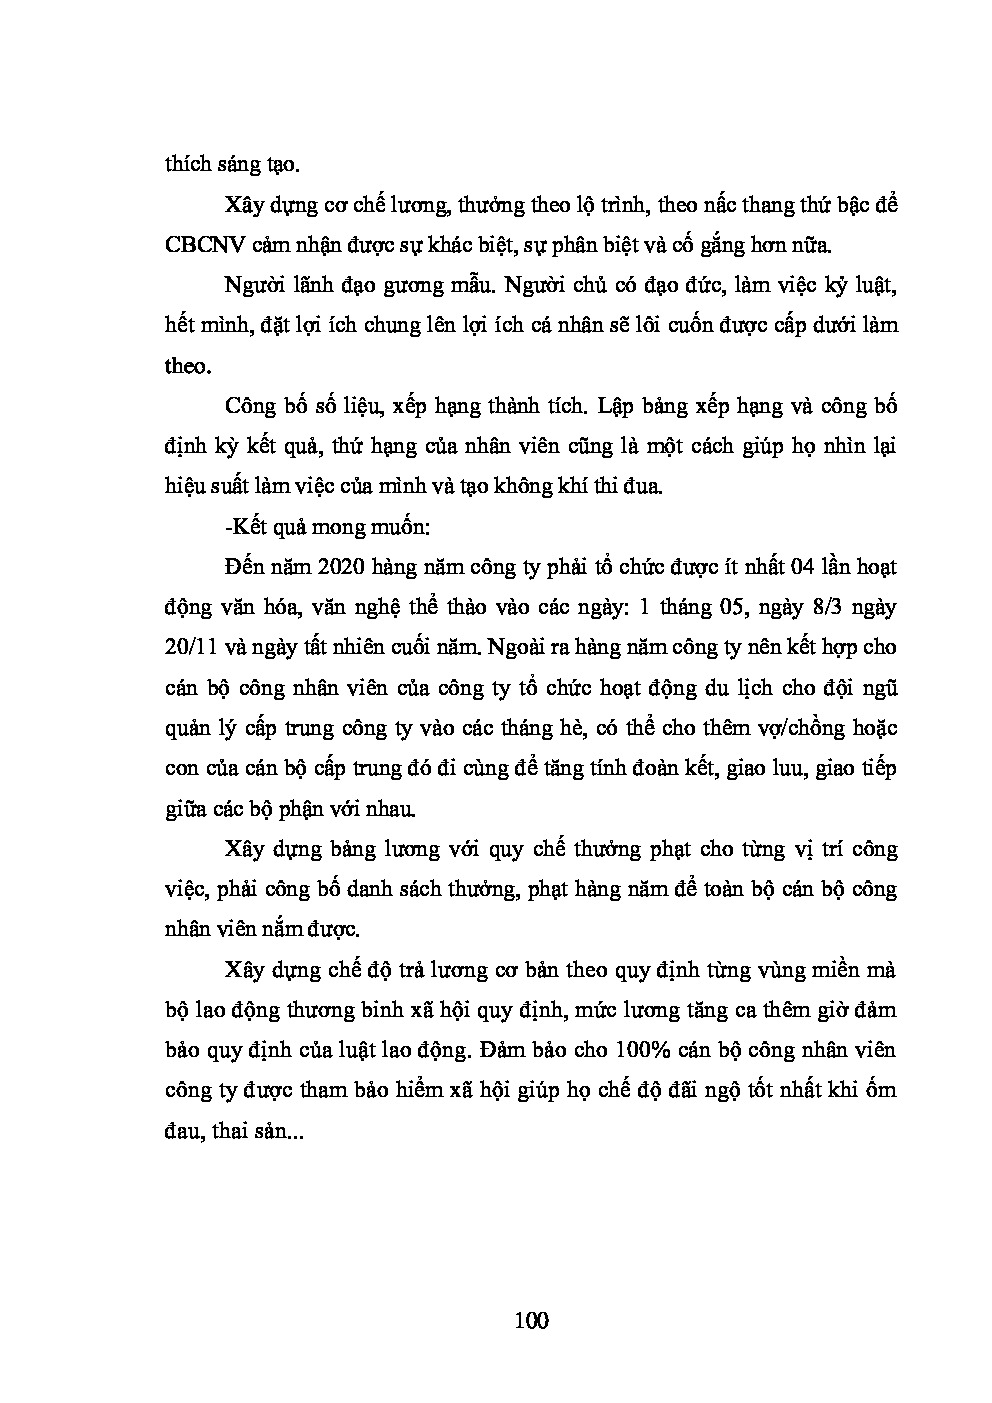 thích sáng tạo.
Xây dựng cơ chế lương, thưởng theo lộ trình, theo nấc thang thứ bậc để
CBCNV cảm nhận được sự khác biệt, sự phân biệt và cố gắng hơn nữa.
Người lãnh đạo gương mẫu. Người chủ có đạo đức, làm việc kỷ luật,
hết mình, đặt lợi ích chung lên lợi ích cá nhân sẽ lôi cuốn được cấp dưới làm
theo.
Công bố số liệu, xếp hạng thành tích. Lập bảng xếp hạng và công bố
định kỳ kết quả, thứ hạng của nhân viên cũng là một cách giúp họ nhìn lại
hiệu suất làm việc của mình và tạo không khí thi đua.
-Kết quả mong muốn:
Đến năm 2020 hàng năm công ty phải tổ chức được ít nhất 04 lần hoạt
động văn hóa, văn nghệ thể thào vào các ngày: 1 tháng 05, ngày 8/3 ngày
20/11 và ngày tất nhiên cuối năm. Ngoài ra hàng năm công ty nên kết hợp cho
cán bộ công nhân viên của công ty tổ chức hoạt động du lịch cho đội ngũ
quản lý cấp trung công ty vào các tháng hè, có thể cho thêm vợ/chồng hoặc
con của cán bộ cấp trung đó đi cùng để tăng tính đoàn kết, giao luu, giao tiếp
giữa các bộ phận với nhau.
Xây dựng bảng lương với quy chế thưởng phạt cho từng vị trí công
việc, phải công bố danh sách thưởng, phạt hàng năm để toàn bộ cán bộ công
nhân viên nắm được.
Xây dựng chế độ trả lương cơ bản theo quy định từng vùng miền mà
bộ lao động thương binh xã hội quy định, mức lương tăng ca thêm giờ đảm
bảo quy định của luật lao động. Đảm bảo cho 100% cán bộ công nhân viên
công ty được tham bảo hiểm xã hội giúp họ chế độ đãi ngộ tốt nhất khi ốm
đau, thai sản...
100